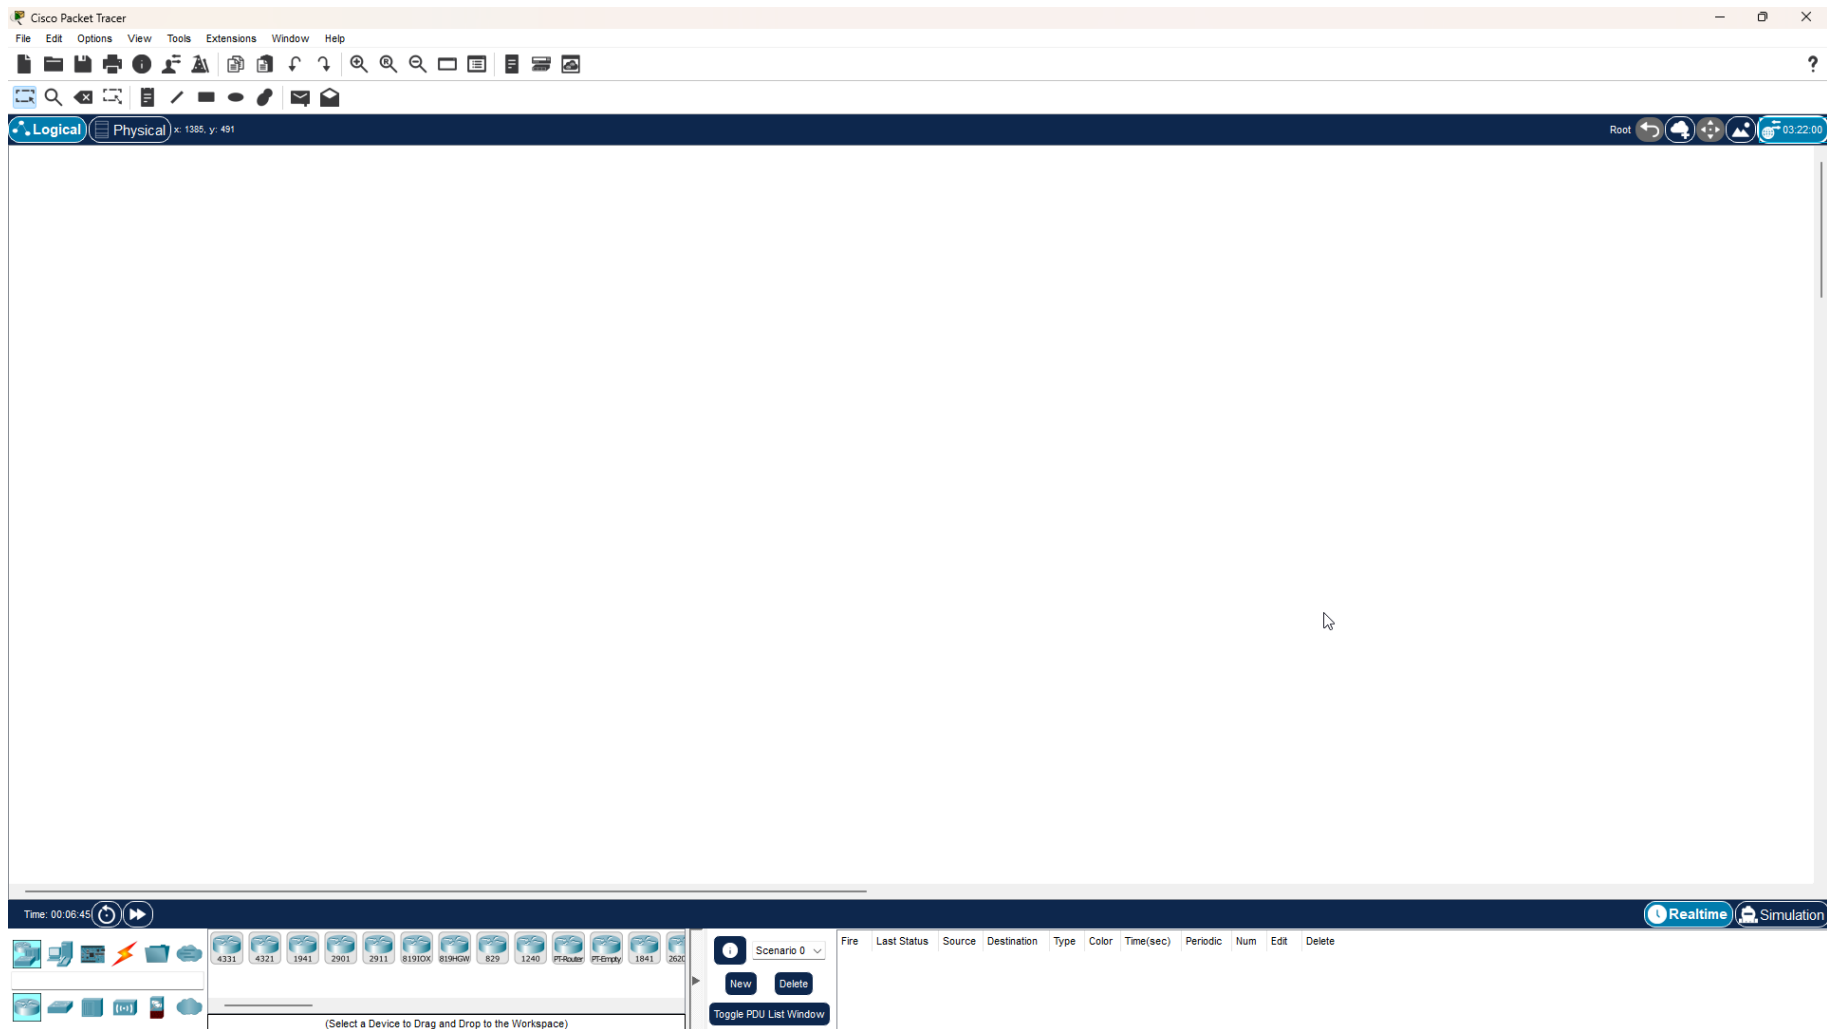 Cisco Packet Tracer
File Edit Options View Tools Extensions Window Help
Logical Physical x: 1385, y: 491 Root 03:22:00
Time: 00:06:45 Realtime Simulation
4331 4321 1941 2901 2911 819IOX 819HGW 829 1240 PT-Router PT-Empty 1841 2620
(Select a Device to Drag and Drop to the Workspace)
Scenario 0
New Delete
Toggle PDU List Window
Fire Last Status Source Destination Type Color Time(sec) Periodic Num Edit Delete